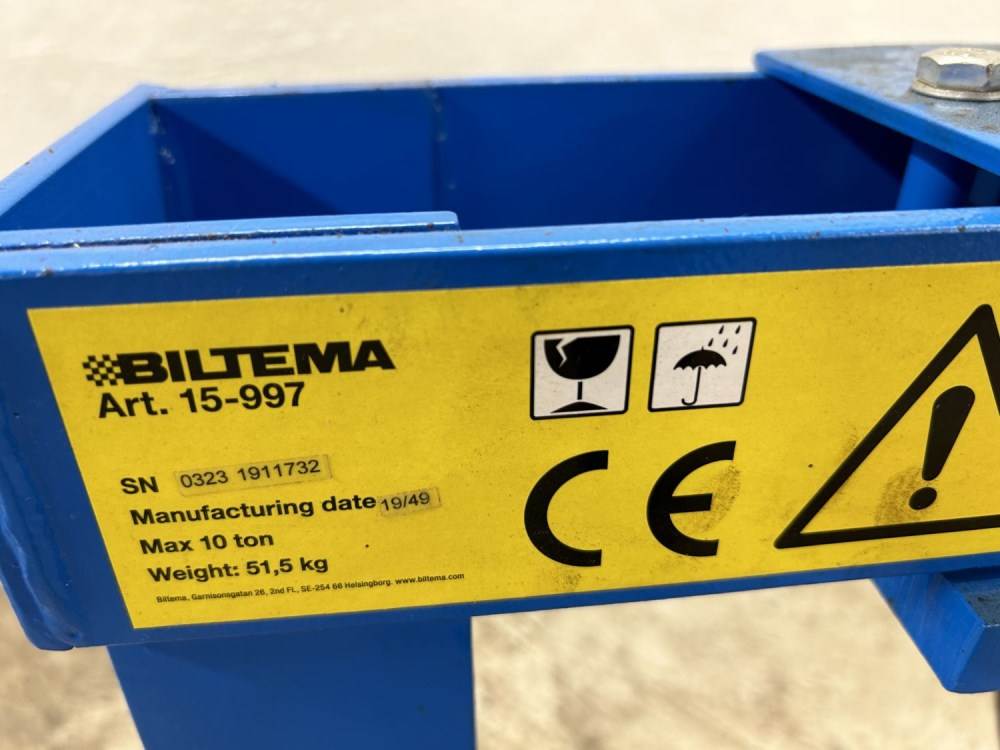 BILTEMA
Art. 15-997
SN 0323 1911732
Manufacturing date 19/49
Max 10 ton
Weight: 51,5 kg
Biltema, Garnisonsgatan 26, 2nd FL, SE-254 66 Helsingborg. www.biltema.com
CE